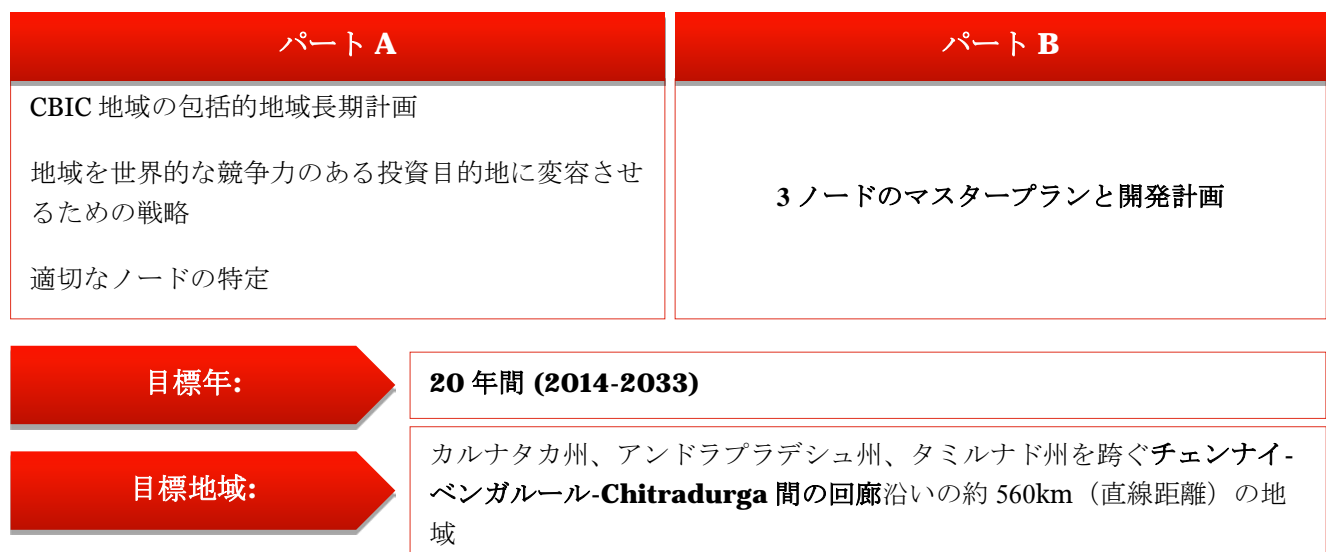 パート A
CBIC 地域の包括的地域長期計画
地域を世界的な競争力のある投資目的地に変容させ
るための戦略
適切なノードの特定
パート B
3 ノードのマスタープランと開発計画
目標年:
20 年間 (2014-2033)
目標地域:
カルナタカ州、アンドラプラデシュ州、タミルナド州を跨ぐチェンナイ-
ベンガルール-Chitradurga 間の回廊沿いの約 560km（直線距離）の地
域